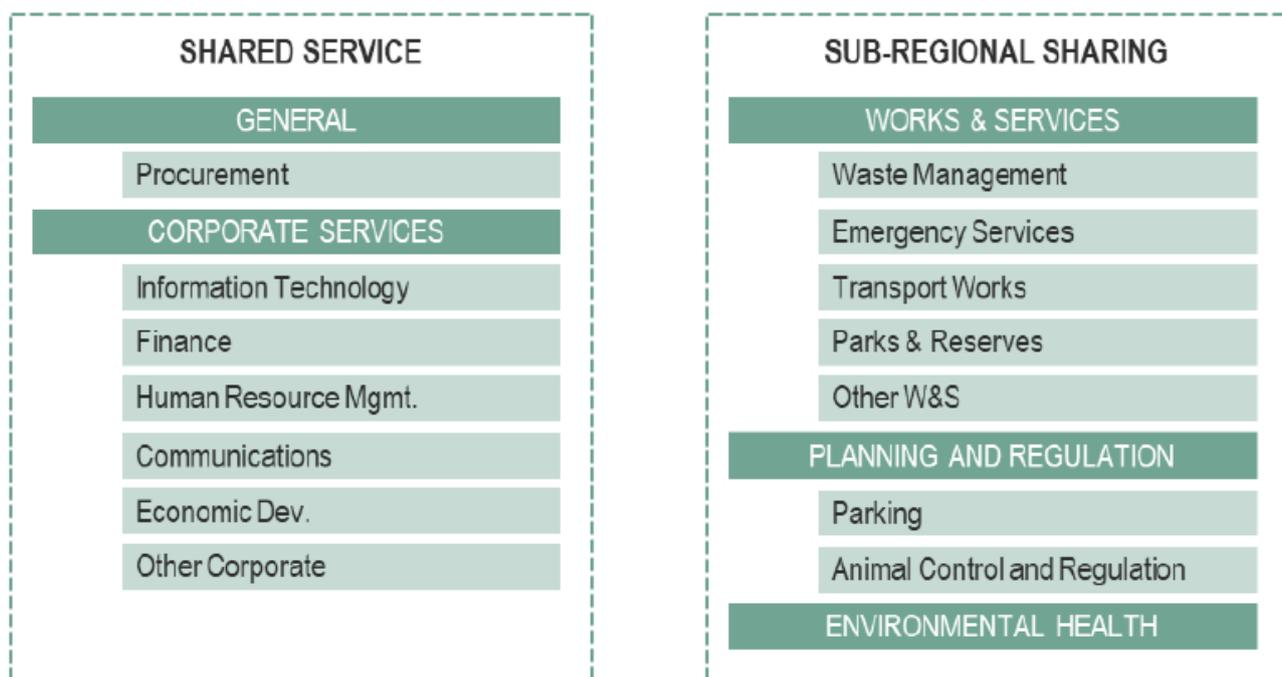 SHARED SERVICE
GENERAL
Procurement
CORPORATE SERVICES
Information Technology
Finance
Human Resource Mgmt.
Communications
Economic Dev.
Other Corporate
SUB-REGIONAL SHARING
WORKS & SERVICES
Waste Management
Emergency Services
Transport Works
Parks & Reserves
Other W&S
PLANNING AND REGULATION
Parking
Animal Control and Regulation
ENVIRONMENTAL HEALTH